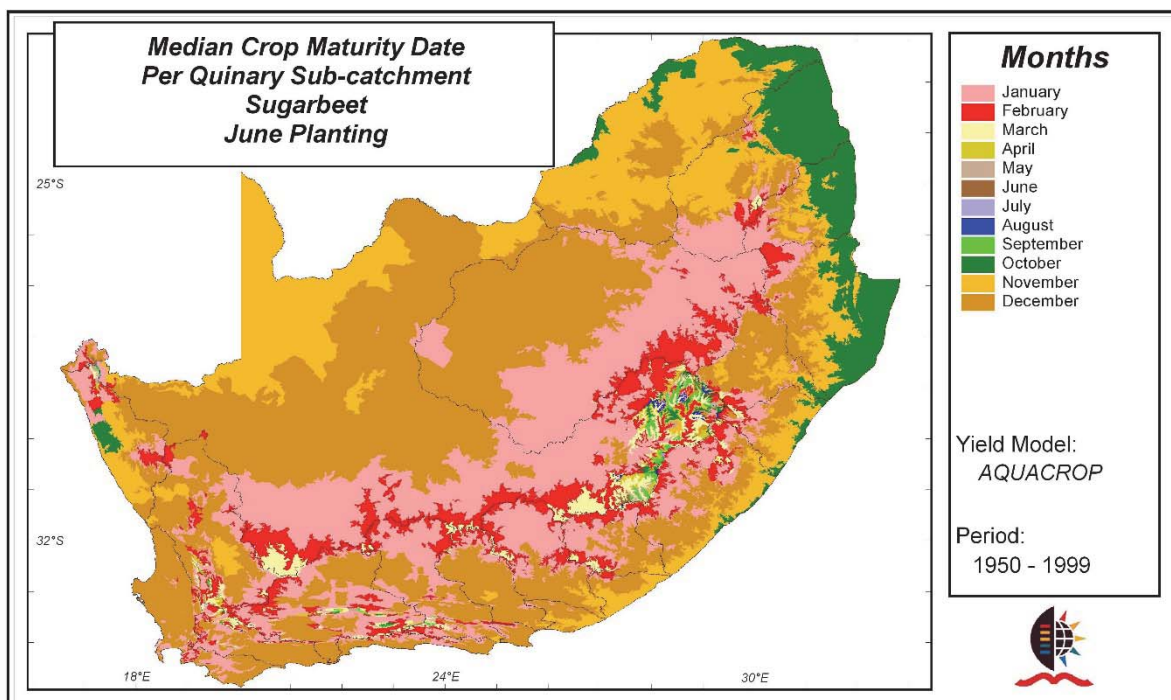 Median Crop Maturity Date
Per Quinary Sub-catchment
Sugarbeet
June Planting
Months
January
February
March
April
May
June
July
August
September
October
November
December
Yield Model:
AQUACROP
Period:
1950 - 1999
25°S
32°S
18°E
24°E
30°E